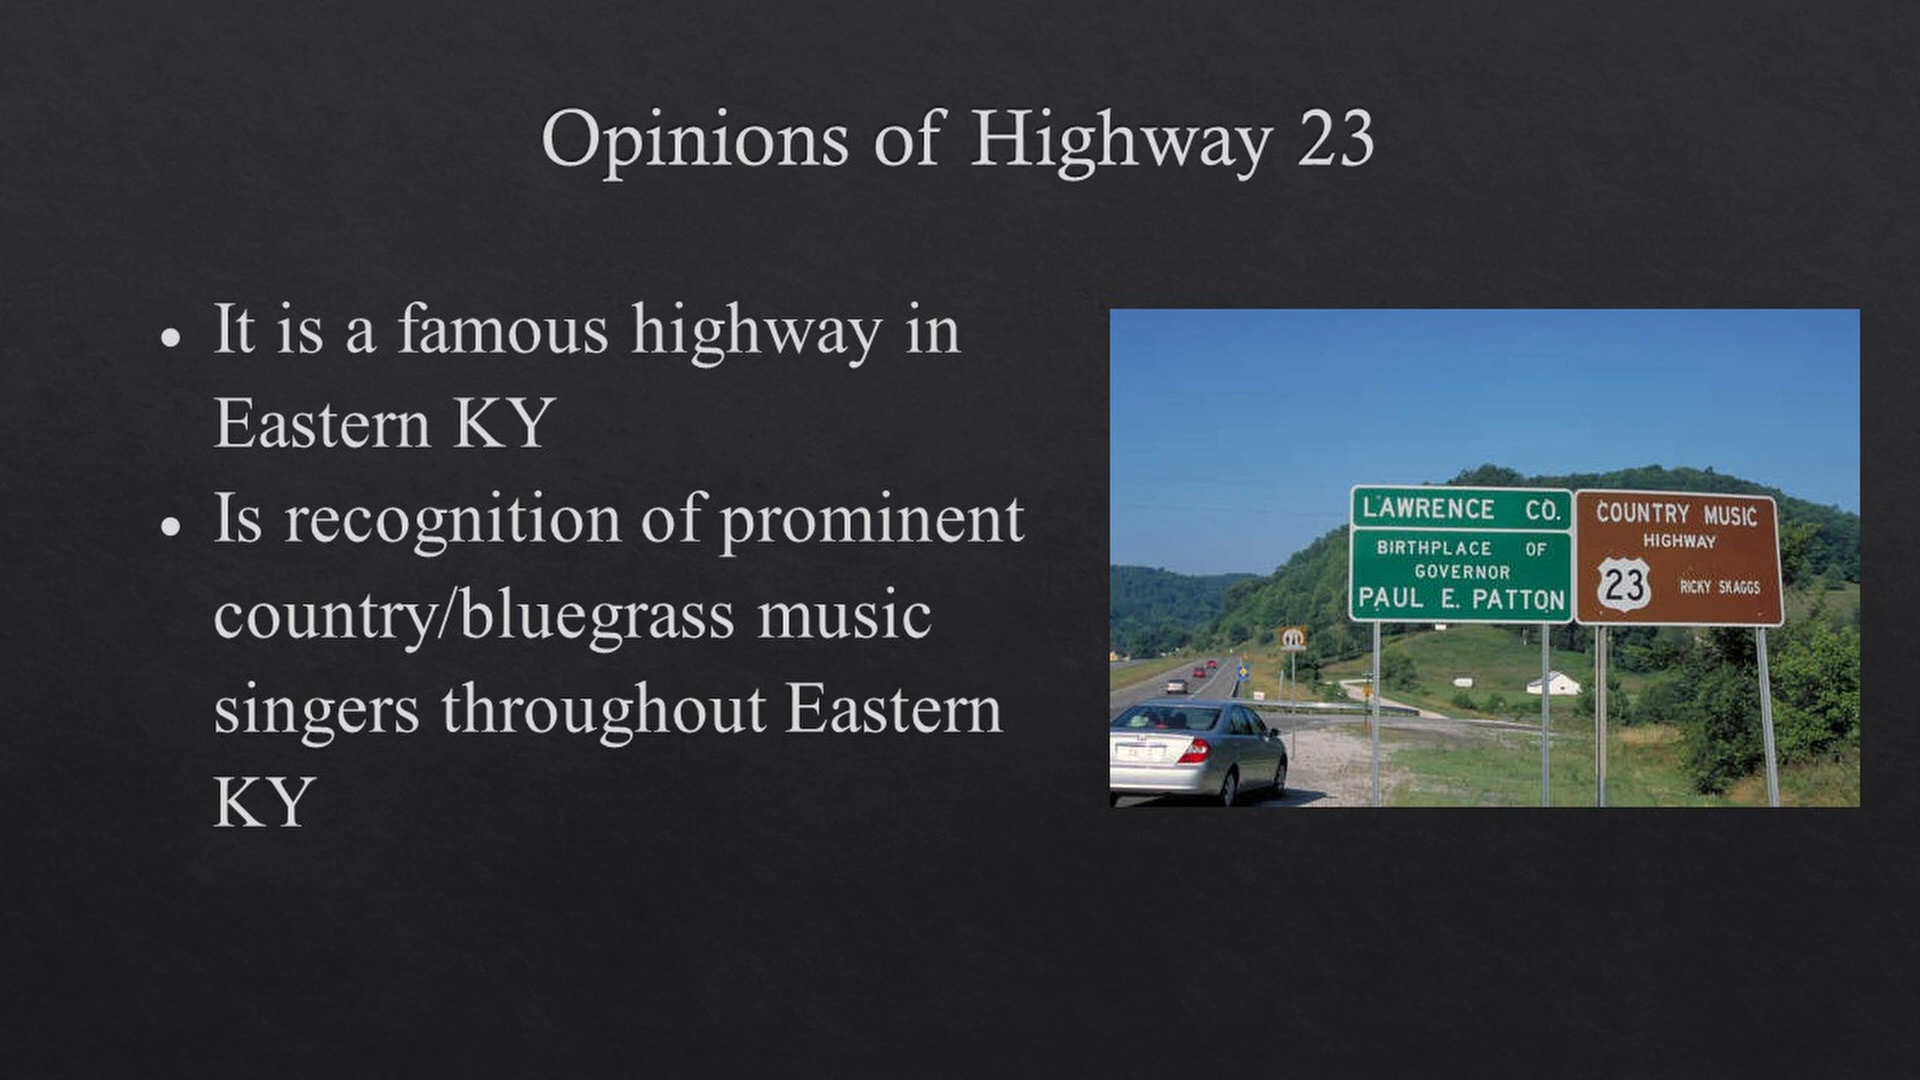 Opinions of Highway 23
• It is a famous highway in
Eastern KY
• Is recognition of prominent
country/bluegrass music
singers throughout Eastern
KY
LAWRENCE CO.
BIRTHPLACE OF
GOVERNOR
PAUL E. PATTON
COUNTRY MUSIC
HIGHWAY
23 RICKY SKAGGS